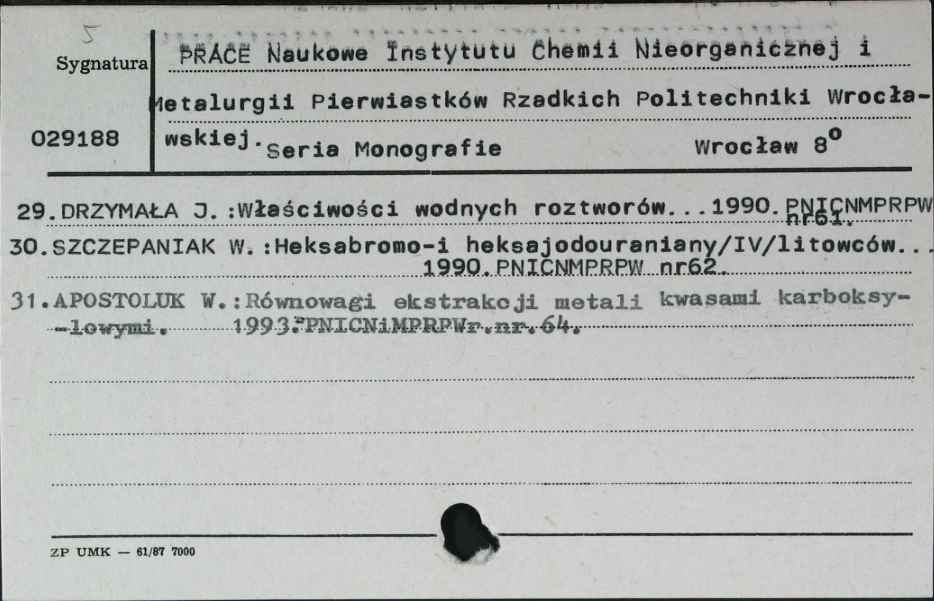 5
Sygnatura
PRACE Naukowe Instytutu Chemii Nieorganicznej i
Metalurgii Pierwiastków Rzadkich Politechniki Wrocła-
029188
wskiej. Seria Monografie Wrocław 8°
29. DRZYMAŁA J. :Właściwości wodnych roztworów...1990. PNICNMPRPW
nr61.
30. SZCZEPANIAK W. :Heksabromo-i heksajodouraniany/IV/litowców...
1990. PNICNMPRPW nr62.
31. APOSTOLUK W. :Równowagi ekstrakcji metali kwasami karboksy-
-lowymi. 1993. PNICNiMPRPWr. nr. 64.
ZP UMK — 61/87 7000